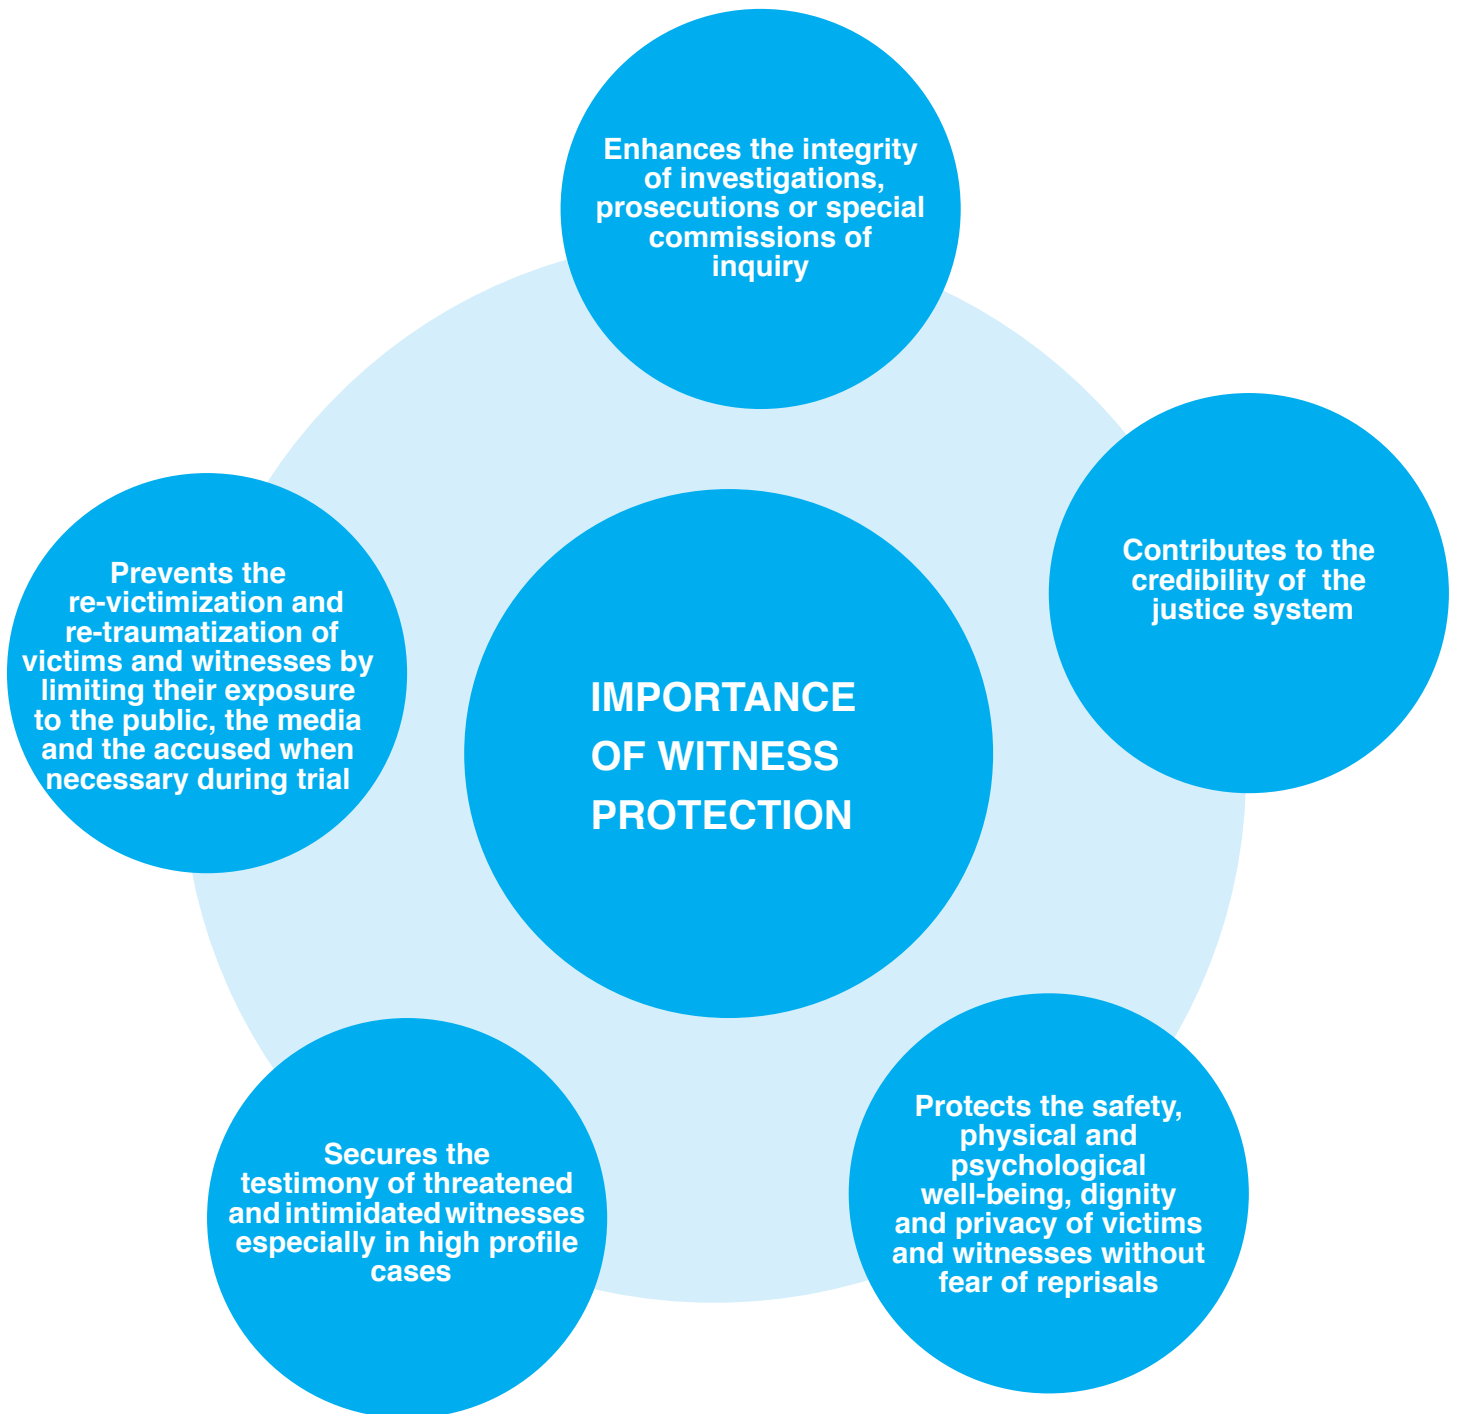 Enhances the integrity
of investigations,
prosecutions or special
commissions of
inquiry
Contributes to the
credibility of  the
justice system
Prevents the
re-victimization and
re-traumatization of
victims and witnesses by
limiting their exposure
to the public, the media
and the accused when
necessary during trial
IMPORTANCE
OF WITNESS
PROTECTION
Protects the safety,
physical and
psychological
well-being, dignity
and privacy of victims
and witnesses without
fear of reprisals
Secures the
testimony of threatened
and intimidated witnesses
especially in high profile
cases